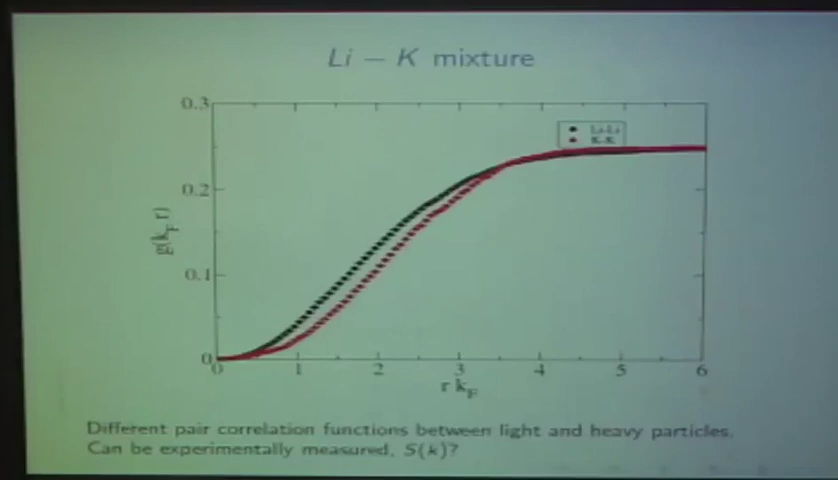 Li – K mixture
0.3
Li-Li
K-K
0.2
g(k_F r)
0.1
0
0 1 2 3 4 5 6
r k_F
Different pair correlation functions between light and heavy particles.
Can be experimentally measured, S(k)?